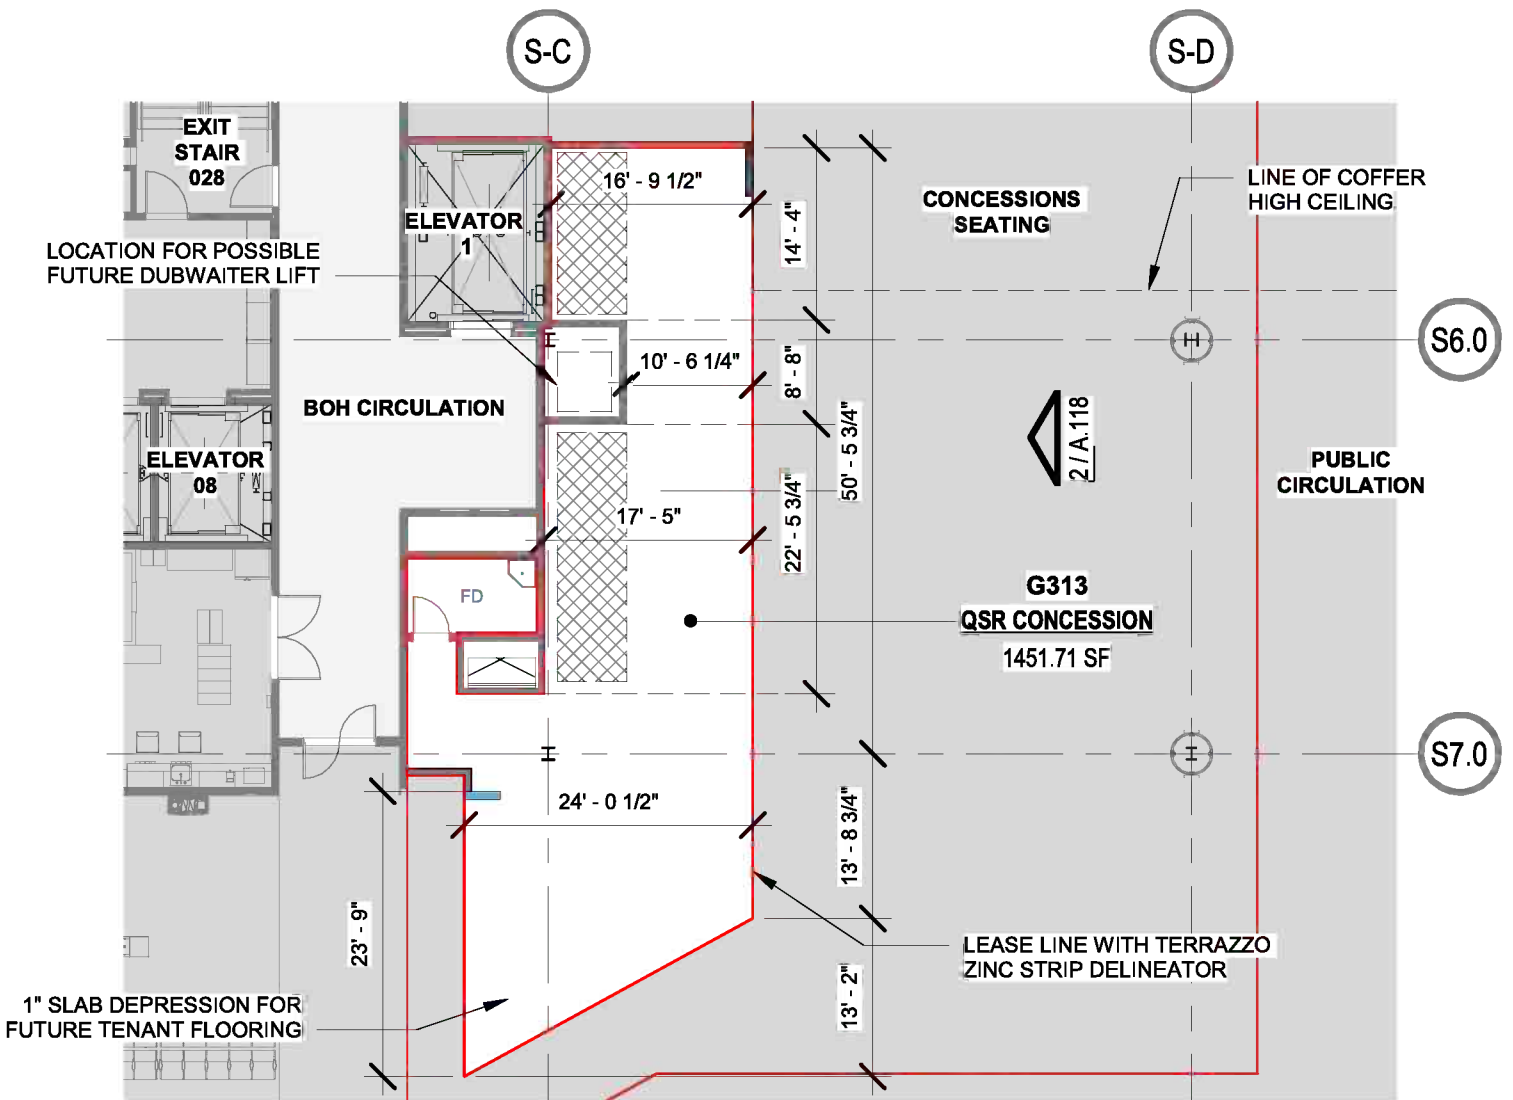 S-C
S-D
EXIT
STAIR
028
16' - 9 1/2"
CONCESSIONS
SEATING
LINE OF COFFER
HIGH CEILING
ELEVATOR
1
14' - 4"
LOCATION FOR POSSIBLE
FUTURE DUBWAITER LIFT
S6.0
10' - 6 1/4"
8' - 8"
BOH CIRCULATION
2 / A.118
50' - 5 3/4"
ELEVATOR
08
PUBLIC
CIRCULATION
17' - 5"
22' - 5 3/4"
FD
G313
QSR CONCESSION
1451.71 SF
S7.0
24' - 0 1/2"
13' - 8 3/4"
23' - 9"
LEASE LINE WITH TERRAZZO
ZINC STRIP DELINEATOR
13' - 2"
1" SLAB DEPRESSION FOR
FUTURE TENANT FLOORING